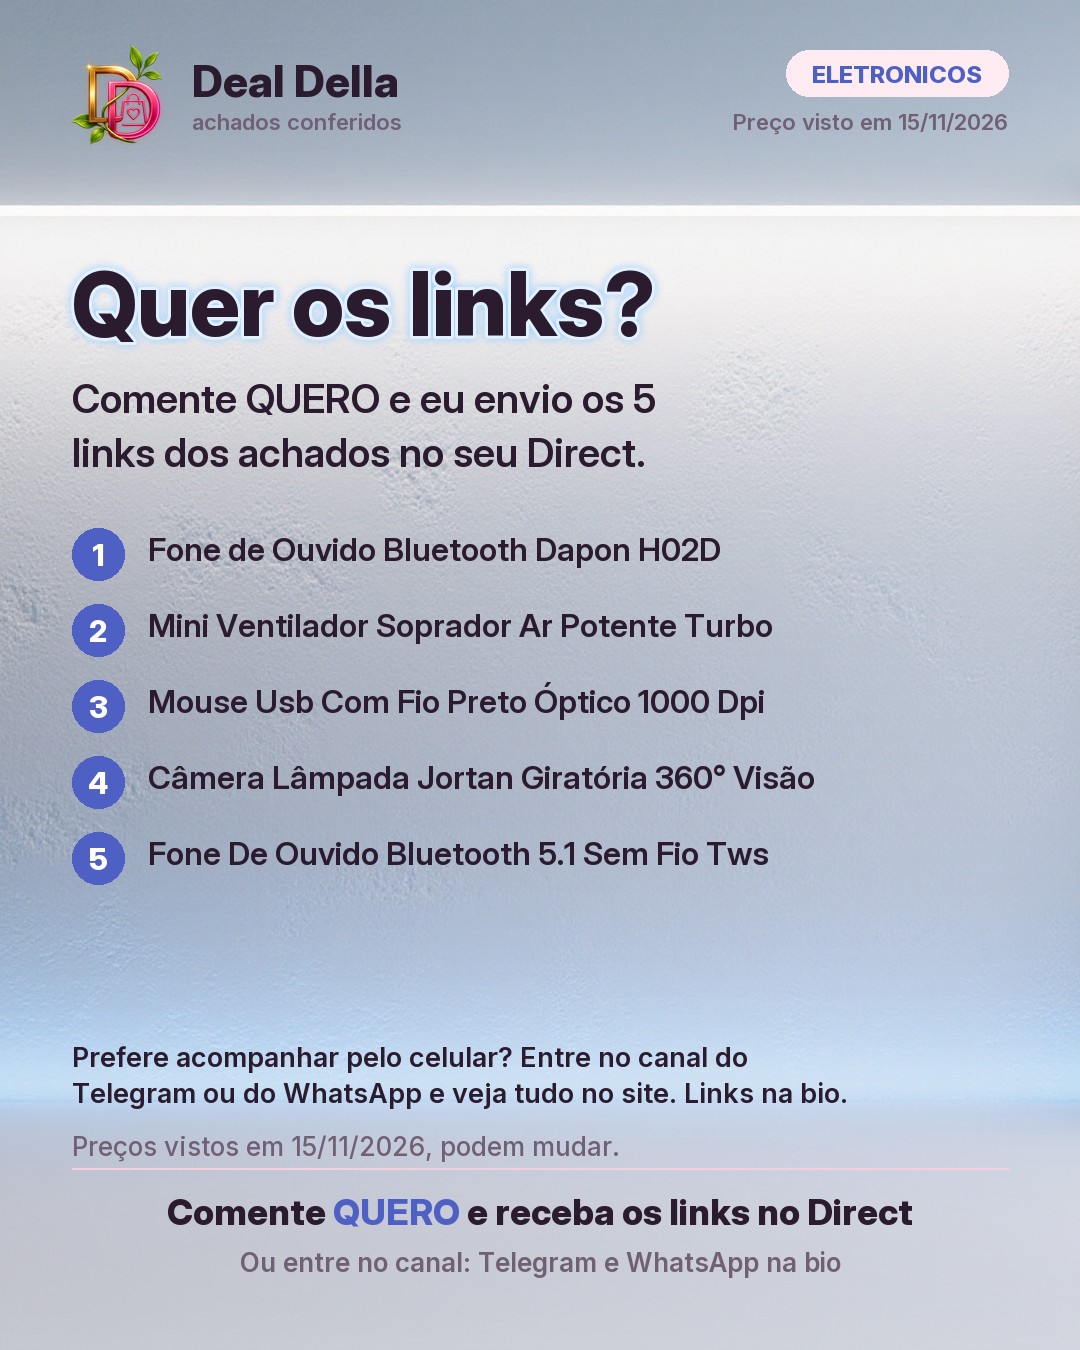 Deal Della
achados conferidos
ELETRONICOS
Preço visto em 15/11/2026
Quer os links?
Comente QUERO e eu envio os 5
links dos achados no seu Direct.
1 Fone de Ouvido Bluetooth Dapon H02D
2 Mini Ventilador Soprador Ar Potente Turbo
3 Mouse Usb Com Fio Preto Óptico 1000 Dpi
4 Câmera Lâmpada Jortan Giratória 360° Visão
5 Fone De Ouvido Bluetooth 5.1 Sem Fio Tws
Prefere acompanhar pelo celular? Entre no canal do
Telegram ou do WhatsApp e veja tudo no site. Links na bio.
Preços vistos em 15/11/2026, podem mudar.
Comente QUERO e receba os links no Direct
Ou entre no canal: Telegram e WhatsApp na bio